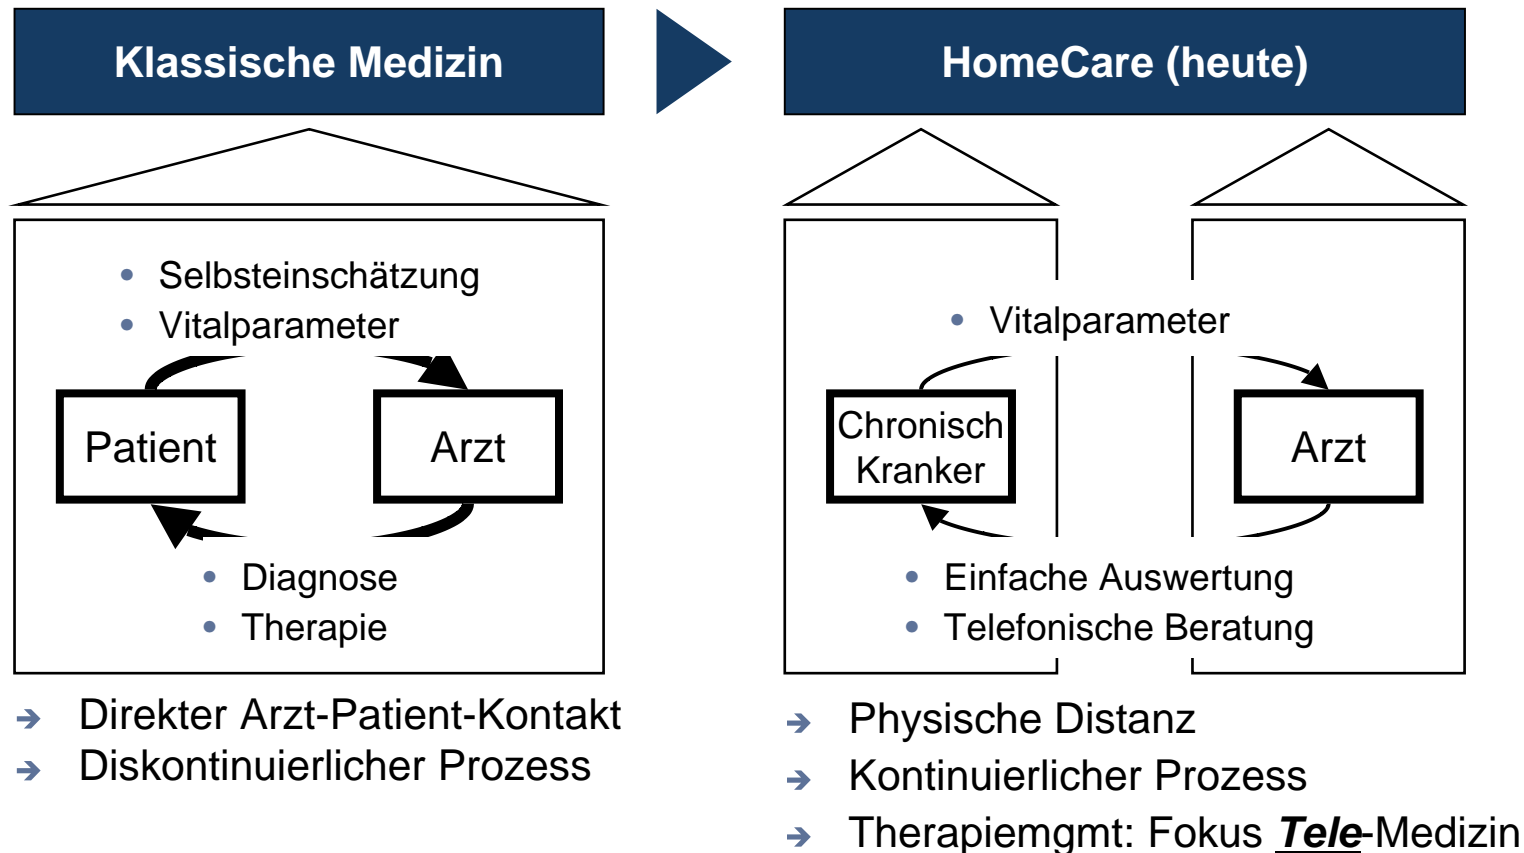 Klassische Medizin
HomeCare (heute)
• Selbsteinschätzung
• Vitalparameter
Patient
Arzt
• Diagnose
• Therapie
➔ Direkter Arzt-Patient-Kontakt
➔ Diskontinuierlicher Prozess
• Vitalparameter
Chronisch
Kranker
Arzt
• Einfache Auswertung
• Telefonische Beratung
➔ Physische Distanz
➔ Kontinuierlicher Prozess
➔ Therapiemgmt: Fokus Tele-Medizin